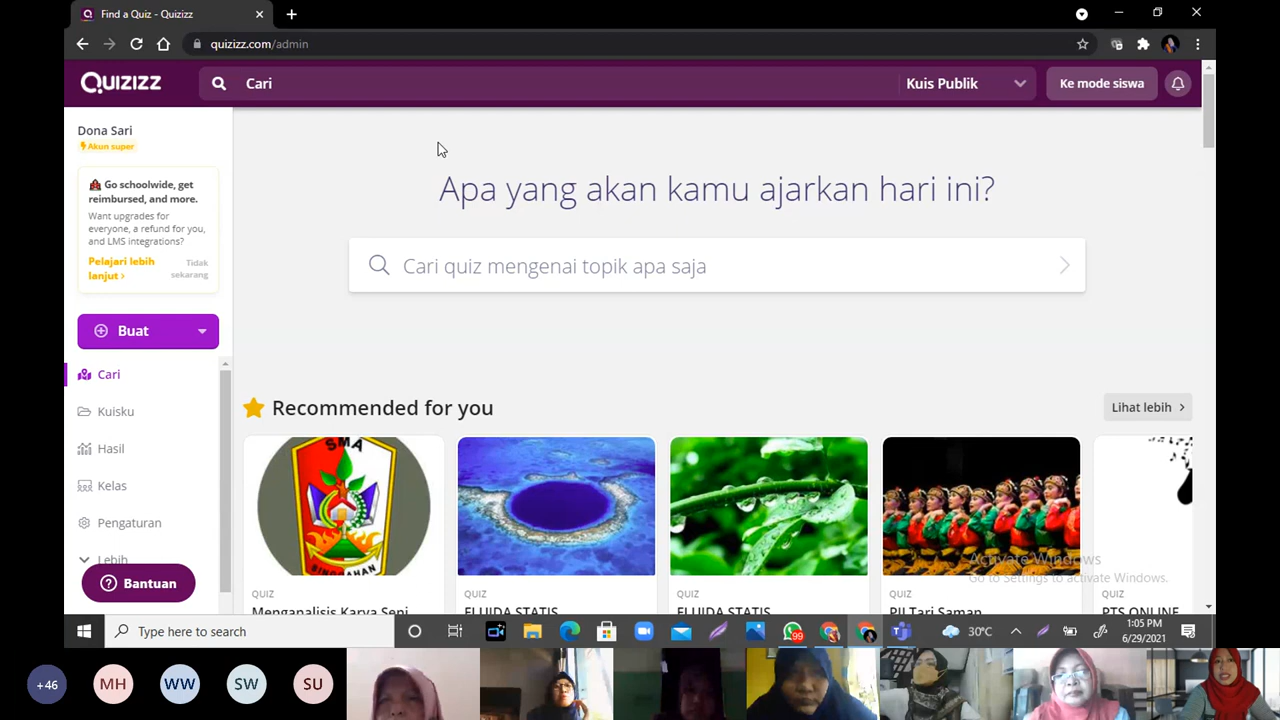 Find a Quiz - Quizizz
quizizz.com/admin
QUIZIZZ
Cari
Kuis Publik
Ke mode siswa
Dona Sari
Akun super
Go schoolwide, get
reimbursed, and more.
Want upgrades for
everyone, a refund for you,
and LMS integrations?
Pelajari lebih
lanjut >
Tidak
sekarang
Buat
Cari
Kuisku
Hasil
Kelas
Pengaturan
Lebih
Bantuan
Apa yang akan kamu ajarkan hari ini?
Cari quiz mengenai topik apa saja
Recommended for you
Lihat lebih >
SMA
QUIZ
Menganalisis Karya Seni
QUIZ
FLUIDA STATIS
QUIZ
FLUIDA STATIS
QUIZ
PJJ Tari Saman
QUIZ
PTS ONLINE
Activate Windows
Go to Settings to activate Windows.
Type here to search
99
30°C
1:05 PM
6/29/2021
+46
MH
WW
SW
SU